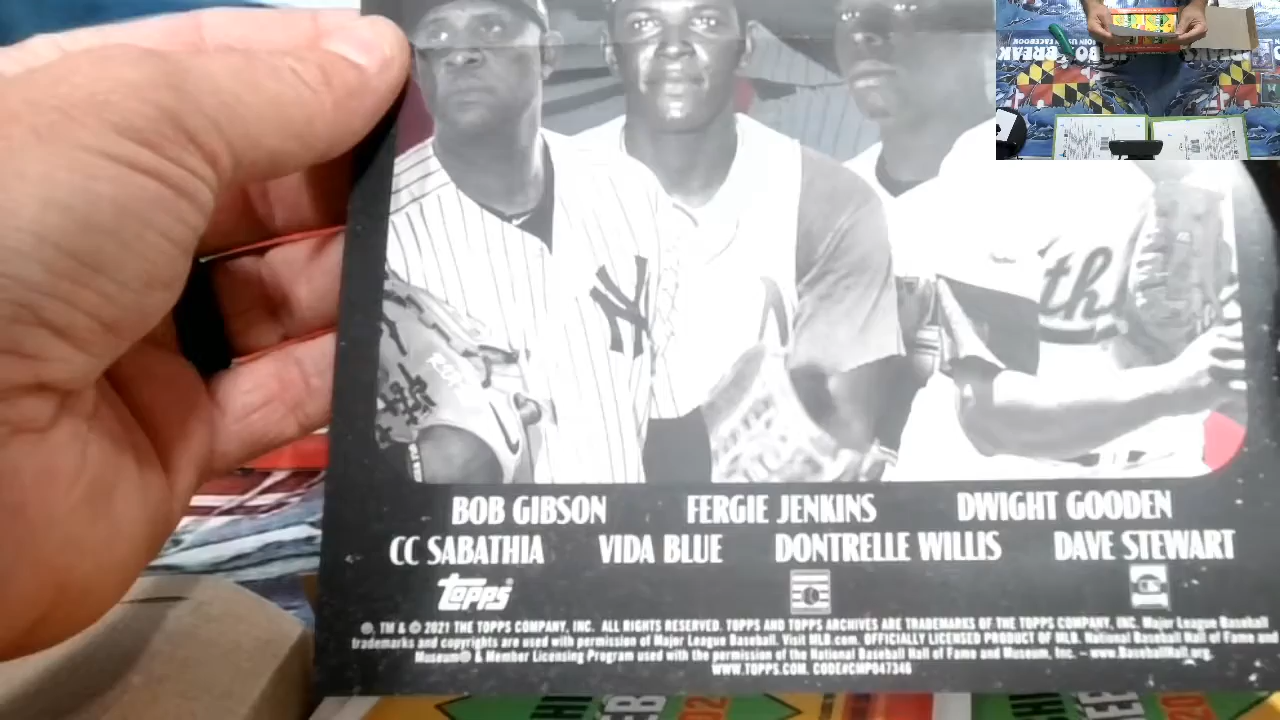 NY
th
BOB GIBSON FERGIE JENKINS DWIGHT GOODEN
CC SABATHIA VIDA BLUE DONTRELLE WILLIS DAVE STEWART
Topps
®, TM & © 2021 THE TOPPS COMPANY, INC. ALL RIGHTS RESERVED. TOPPS AND TOPPS ARCHIVES ARE TRADEMARKS OF THE TOPPS COMPANY, INC. Major League Baseball
trademarks and copyrights are used with permission of Major League Baseball. Visit MLB.com. OFFICIALLY LICENSED PRODUCT OF MLB. National Baseball Hall of Fame and
Museum® & Member Licensing Program used with the permission of the National Baseball Hall of Fame and Museum, Inc. - www.BaseballHall.org.
WWW.TOPPS.COM. CODE#CMP047346